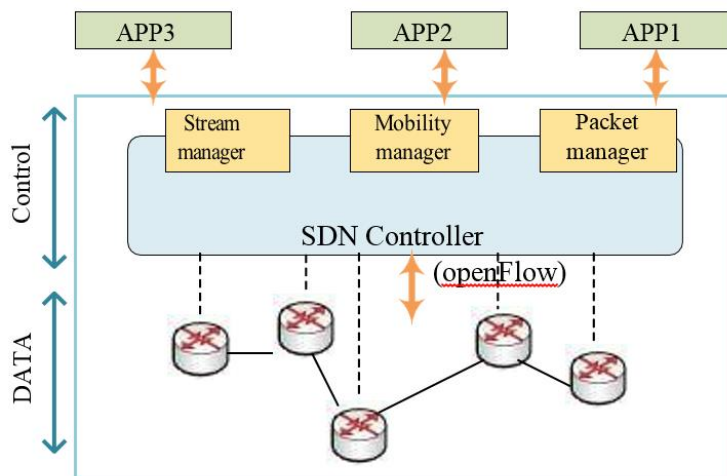 APP3
APP2
APP1
Stream
manager
Mobility
manager
Packet
manager
Control
SDN Controller
(openFlow)
DATA